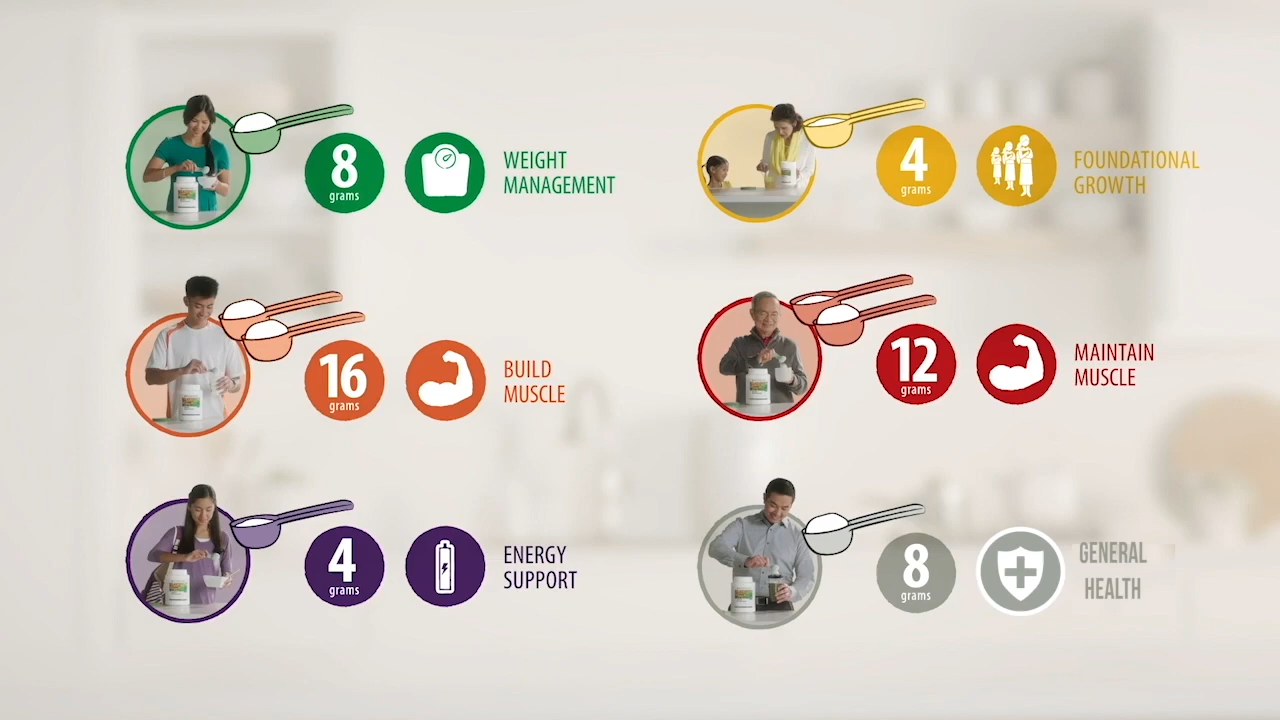 8
grams
WEIGHT
MANAGEMENT
4
grams
FOUNDATIONAL
GROWTH
16
grams
BUILD
MUSCLE
12
grams
MAINTAIN
MUSCLE
4
grams
ENERGY
SUPPORT
8
grams
GENERAL
HEALTH